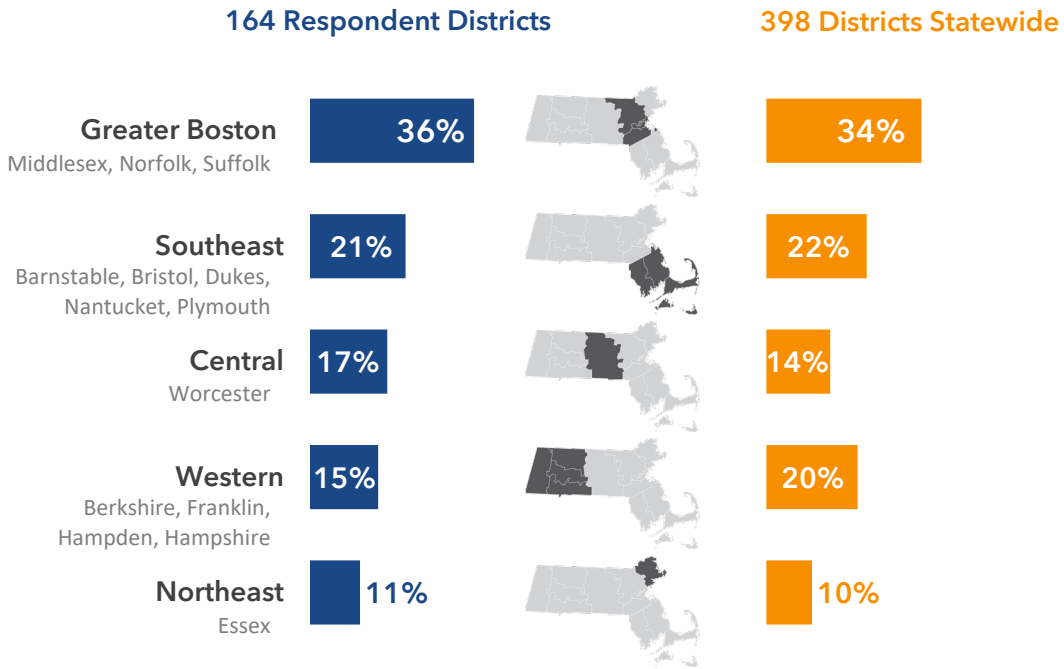 164 Respondent Districts
398 Districts Statewide
Greater Boston
Middlesex, Norfolk, Suffolk
36%
34%
Southeast
Barnstable, Bristol, Dukes,
Nantucket, Plymouth
21%
22%
Central
Worcester
17%
14%
Western
Berkshire, Franklin,
Hampden, Hampshire
15%
20%
Northeast
Essex
11%
10%